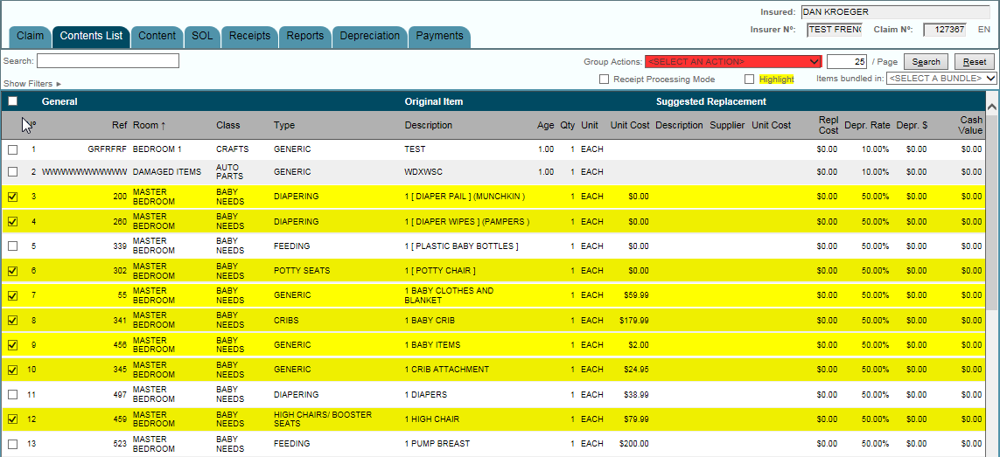 Insured: DAN KROEGER
Claim Contents List Content SOL Receipts Reports Depreciation Payments
Insurer Nº: TEST FRENC Claim Nº: 127367 EN
Search:
Group Actions: <SELECT AN ACTION> 25 / Page Search Reset
Show Filters ►
Receipt Processing Mode Highlight Items bundled in: <SELECT A BUNDLE>
General Original Item Suggested Replacement
Nº Ref Room ↑ Class Type Description Age Qty Unit Unit Cost Description Supplier Unit Cost Repl Cost Depr. Rate Depr. $ Cash Value
1 GRFRFRF BEDROOM 1 CRAFTS GENERIC TEST 1.00 1 EACH $0.00 10.00% $0.00 $0.00
2 WWWWWWWWWWWW DAMAGED ITEMS AUTO PARTS GENERIC WDXWSC 1.00 1 EACH $0.00 10.00% $0.00 $0.00
3 200 MASTER BEDROOM BABY NEEDS DIAPERING 1 [ DIAPER PAIL ] (MUNCHKIN ) 1 EACH $0.00 $0.00 50.00% $0.00 $0.00
4 260 MASTER BEDROOM BABY NEEDS DIAPERING 1 [ DIAPER WIPES ] (PAMPERS ) 1 EACH $0.00 $0.00 50.00% $0.00 $0.00
5 339 MASTER BEDROOM BABY NEEDS FEEDING 1 [ PLASTIC BABY BOTTLES ] 1 EACH $0.00 $0.00 50.00% $0.00 $0.00
6 302 MASTER BEDROOM BABY NEEDS POTTY SEATS 1 [ POTTY CHAIR ] 1 EACH $0.00 $0.00 50.00% $0.00 $0.00
7 55 MASTER BEDROOM BABY NEEDS GENERIC 1 BABY CLOTHES AND BLANKET 1 EACH $59.99 $0.00 50.00% $0.00 $0.00
8 341 MASTER BEDROOM BABY NEEDS CRIBS 1 BABY CRIB 1 EACH $179.99 $0.00 50.00% $0.00 $0.00
9 456 MASTER BEDROOM BABY NEEDS GENERIC 1 BABY ITEMS 1 EACH $2.00 $0.00 50.00% $0.00 $0.00
10 345 MASTER BEDROOM BABY NEEDS GENERIC 1 CRIB ATTACHMENT 1 EACH $24.95 $0.00 50.00% $0.00 $0.00
11 497 MASTER BEDROOM BABY NEEDS DIAPERING 1 DIAPERS 1 EACH $38.99 $0.00 50.00% $0.00 $0.00
12 459 MASTER BEDROOM BABY NEEDS HIGH CHAIRS/ BOOSTER SEATS 1 HIGH CHAIR 1 EACH $79.99 $0.00 50.00% $0.00 $0.00
13 523 MASTER BEDROOM BABY NEEDS FEEDING 1 PUMP BREAST 1 EACH $200.00 $0.00 50.00% $0.00 $0.00